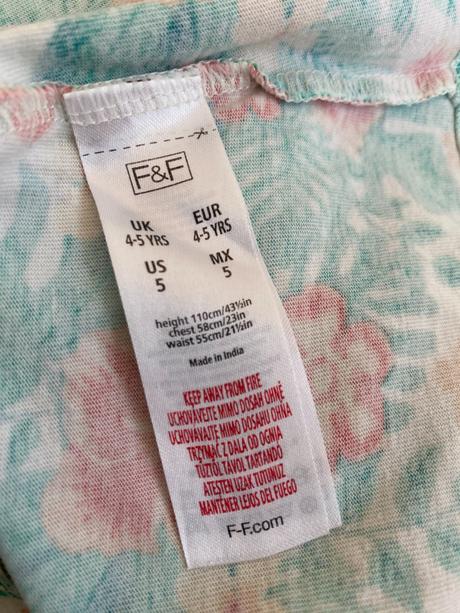 F&F
UK EUR
4-5 YRS 4-5 YRS
US MX
5 5
height 110cm/43½in
chest 58cm/23in
waist 55cm/21½in
Made in India
KEEP AWAY FROM FIRE
UCHOVÁVEJTE MIMO DOSAH OHNĚ
UCHOVÁVAJTE MIMO DOSAHU OHŇA
TRZYMAĆ Z DALA OD OGNIA
TŰZTŐL TÁVOL TARTANDÓ
ATEŞTEN UZAK TUTUNUZ
MANTENER LEJOS DEL FUEGO
F-F.com